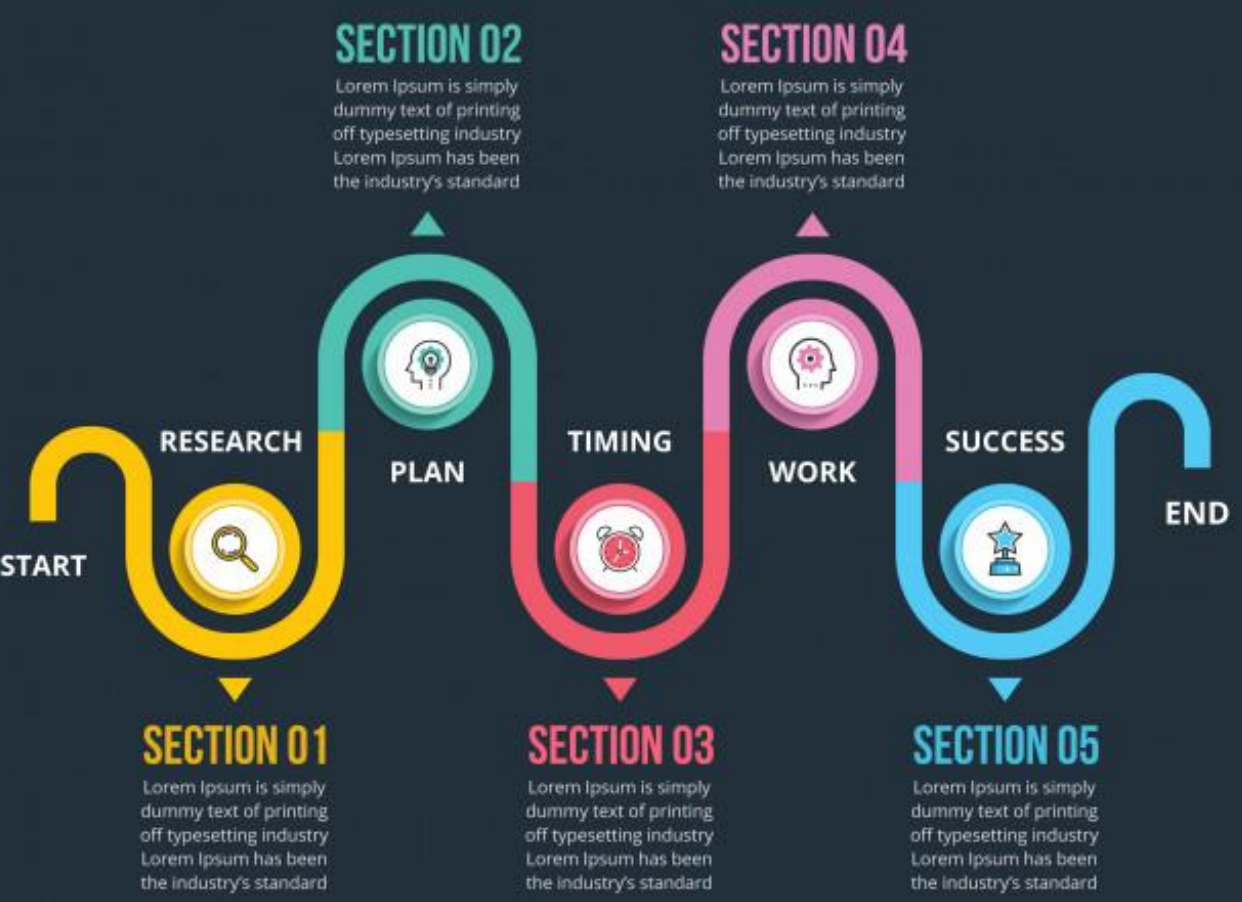 SECTION 02
Lorem Ipsum is simply
dummy text of printing
off typesetting industry
Lorem Ipsum has been
the industry's standard
SECTION 04
Lorem Ipsum is simply
dummy text of printing
off typesetting industry
Lorem Ipsum has been
the industry's standard
START
RESEARCH
PLAN
TIMING
WORK
SUCCESS
END
SECTION 01
Lorem Ipsum is simply
dummy text of printing
off typesetting industry
Lorem Ipsum has been
the industry's standard
SECTION 03
Lorem Ipsum is simply
dummy text of printing
off typesetting industry
Lorem Ipsum has been
the industry's standard
SECTION 05
Lorem Ipsum is simply
dummy text of printing
off typesetting industry
Lorem Ipsum has been
the industry's standard